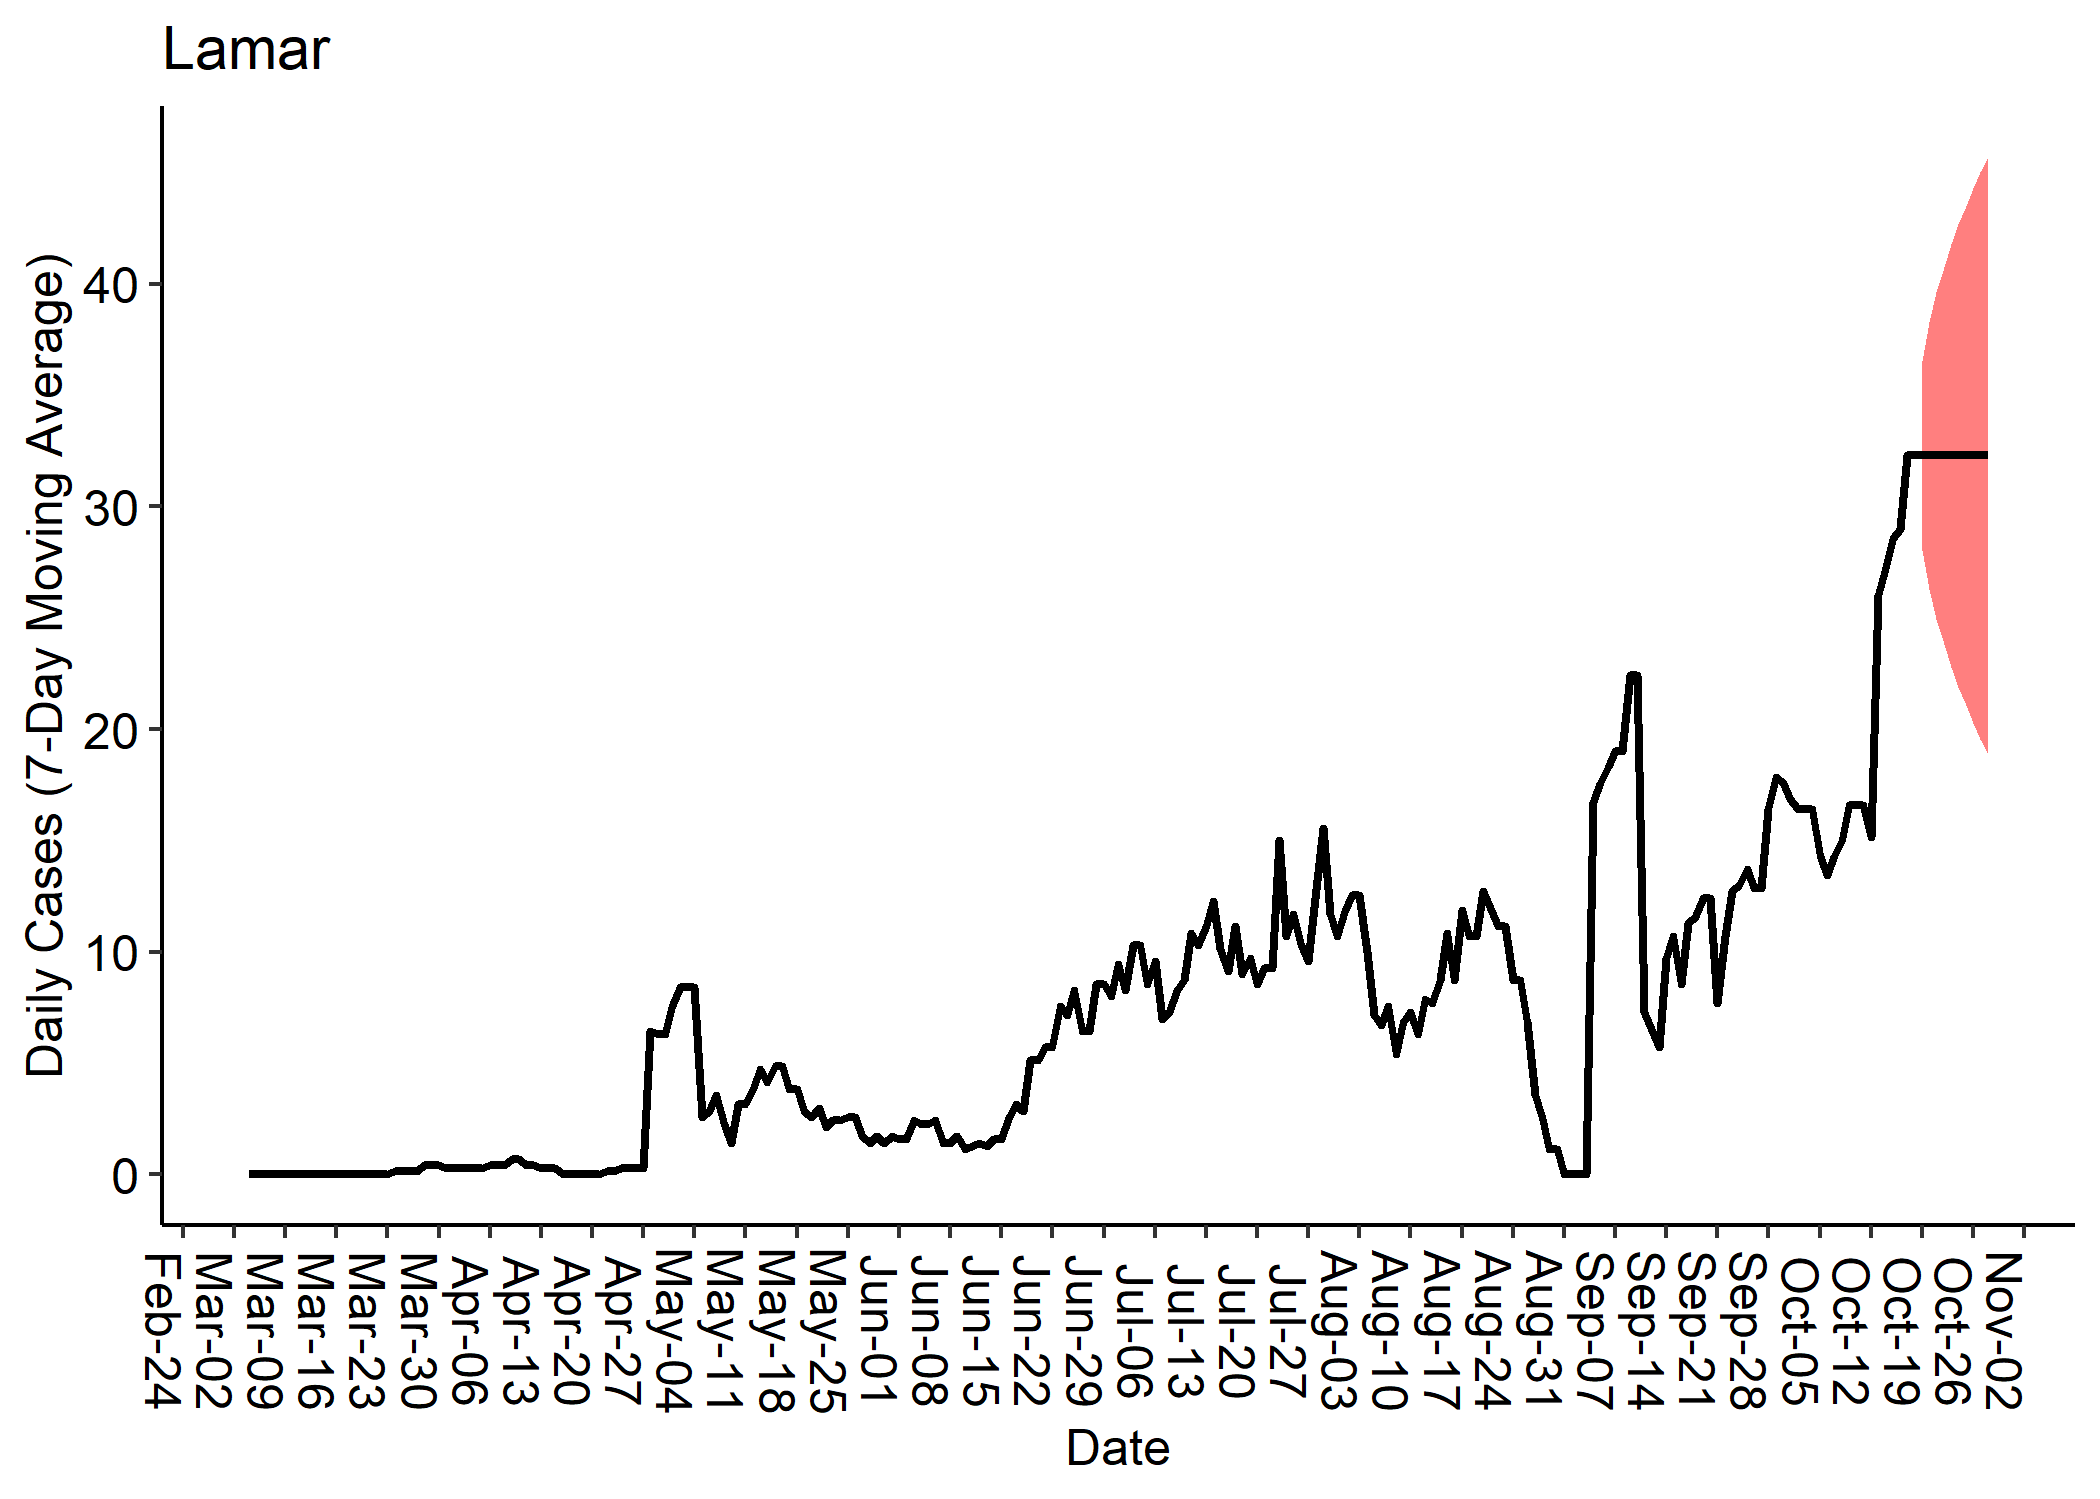 Lamar
Daily Cases (7-Day Moving Average)
40
30
20
10
0
Feb-24
Mar-02
Mar-09
Mar-16
Mar-23
Mar-30
Apr-06
Apr-13
Apr-20
Apr-27
May-04
May-11
May-18
May-25
Jun-01
Jun-08
Jun-15
Jun-22
Jun-29
Jul-06
Jul-13
Jul-20
Jul-27
Aug-03
Aug-10
Aug-17
Aug-24
Aug-31
Sep-07
Sep-14
Sep-21
Sep-28
Oct-05
Oct-12
Oct-19
Oct-26
Nov-02
Date